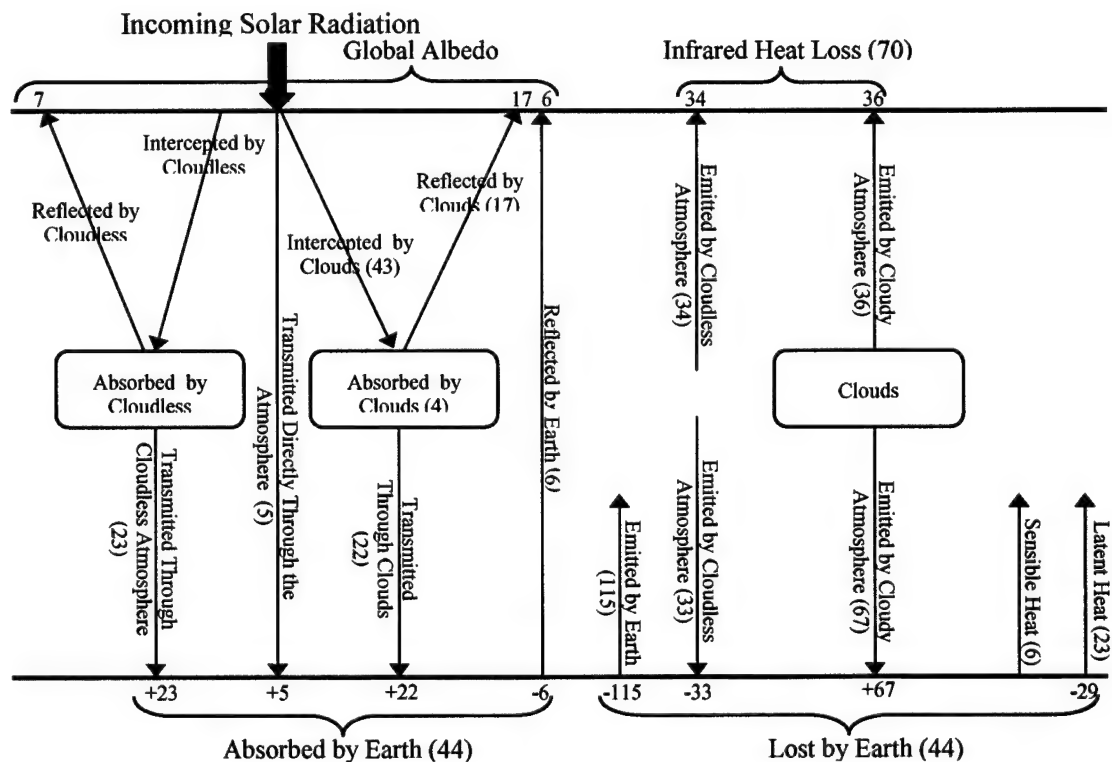 Incoming Solar Radiation
Global Albedo
Infrared Heat Loss (70)
7
17 6
34
36
Intercepted by
Cloudless
Reflected by
Cloudless
Reflected by
Clouds (17)
Intercepted by
Clouds (43)
Emitted by Cloudless
Atmosphere (34)
Emitted by Cloudy
Atmosphere (36)
Absorbed by
Cloudless
Absorbed by
Clouds (4)
Clouds
Transmitted Through
Cloudless Atmosphere
(23)
Transmitted Directly Through the
Atmosphere (5)
Transmitted
Through Clouds
(22)
Reflected by Earth (6)
Emitted by Earth
(115)
Emitted by Cloudless
Atmosphere (33)
Emitted by Cloudy
Atmosphere (67)
Sensible Heat (6)
Latent Heat (23)
+23
+5
+22
-6
-115
-33
+67
-29
Absorbed by Earth (44)
Lost by Earth (44)